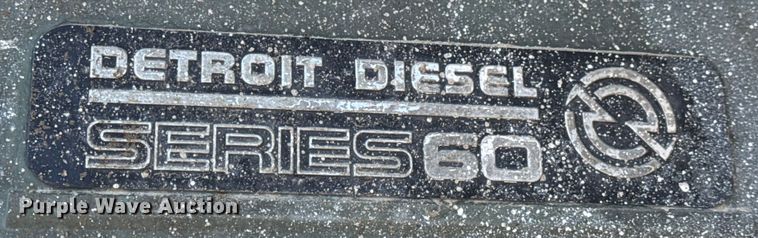 DETROIT DIESEL
SERIES 60
Purple Wave Auction